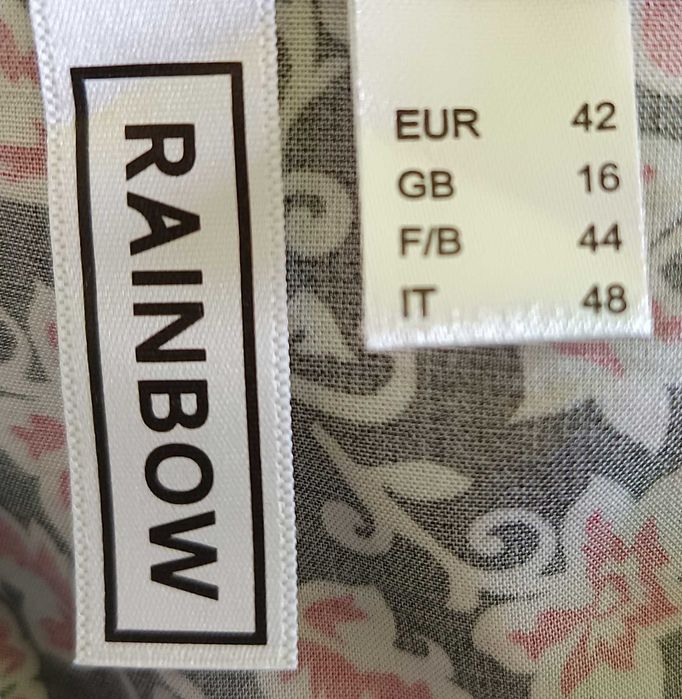 RAINBOW
EUR 42
GB 16
F/B 44
IT 48